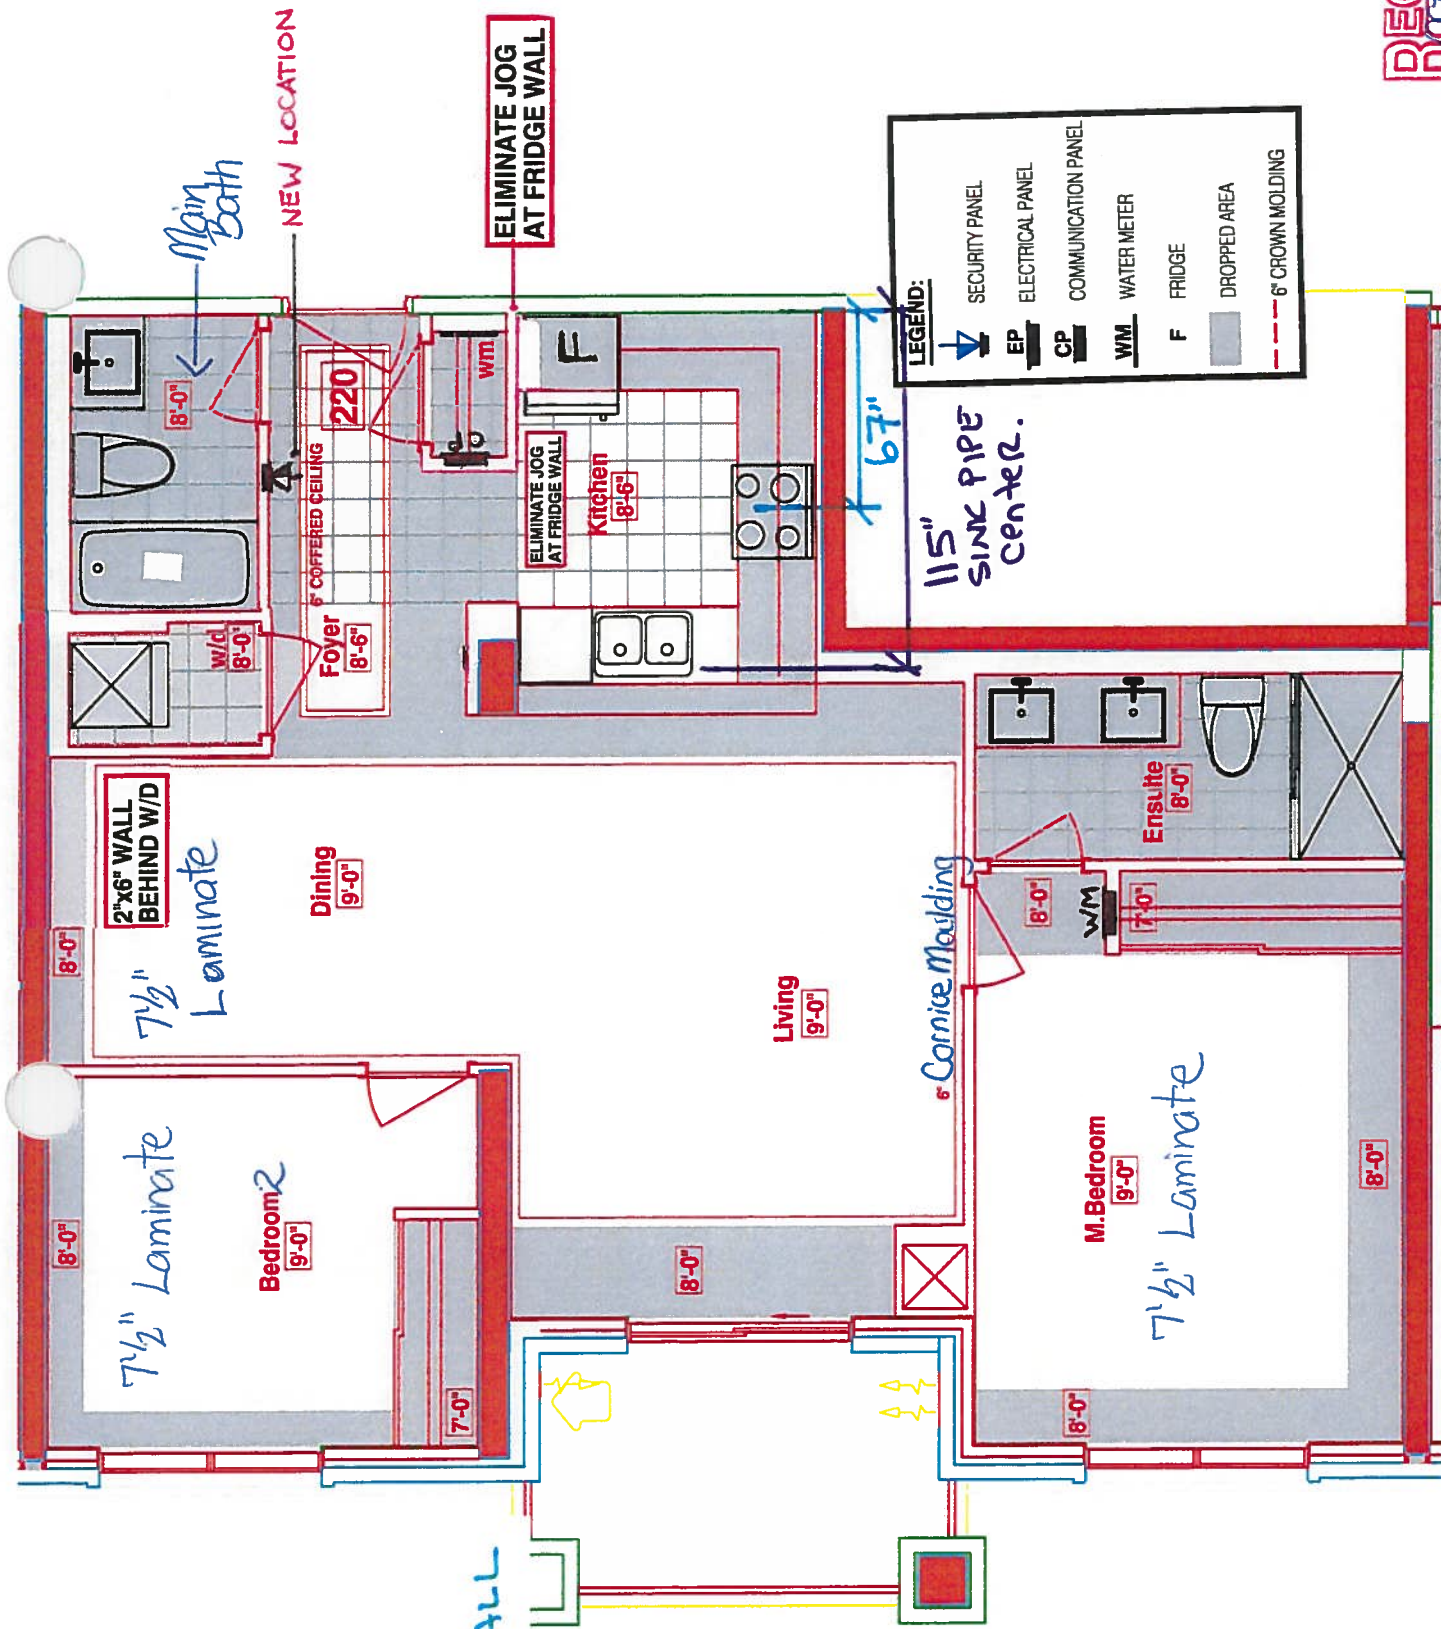 Main
Bath
NEW LOCATION
ELIMINATE JOG
AT FRIDGE WALL
8'-0"
220
6" COFFERED CEILING
Foyer
8'-6"
w/d
8'-0"
wm
F
ELIMINATE JOG
AT FRIDGE WALL
Kitchen
8'-6"
67"
115"
SINK PIPE
CENTER.
LEGEND:
SECURITY PANEL
EP ELECTRICAL PANEL
CP COMMUNICATION PANEL
WM WATER METER
F FRIDGE
DROPPED AREA
6" CROWN MOLDING
2"x6" WALL
BEHIND W/D
8'-0"
7½"
Laminate
Dining
9'-0"
Living
9'-0"
6" Cornice Moulding
Ensuite
8'-0"
8'-0"
WM
7'-0"
8'-0"
7½" Laminate
Bedroom2
9'-0"
7'-0"
8'-0"
M.Bedroom
9'-0"
7½" Laminate
8'-0"
8'-0"
ALL